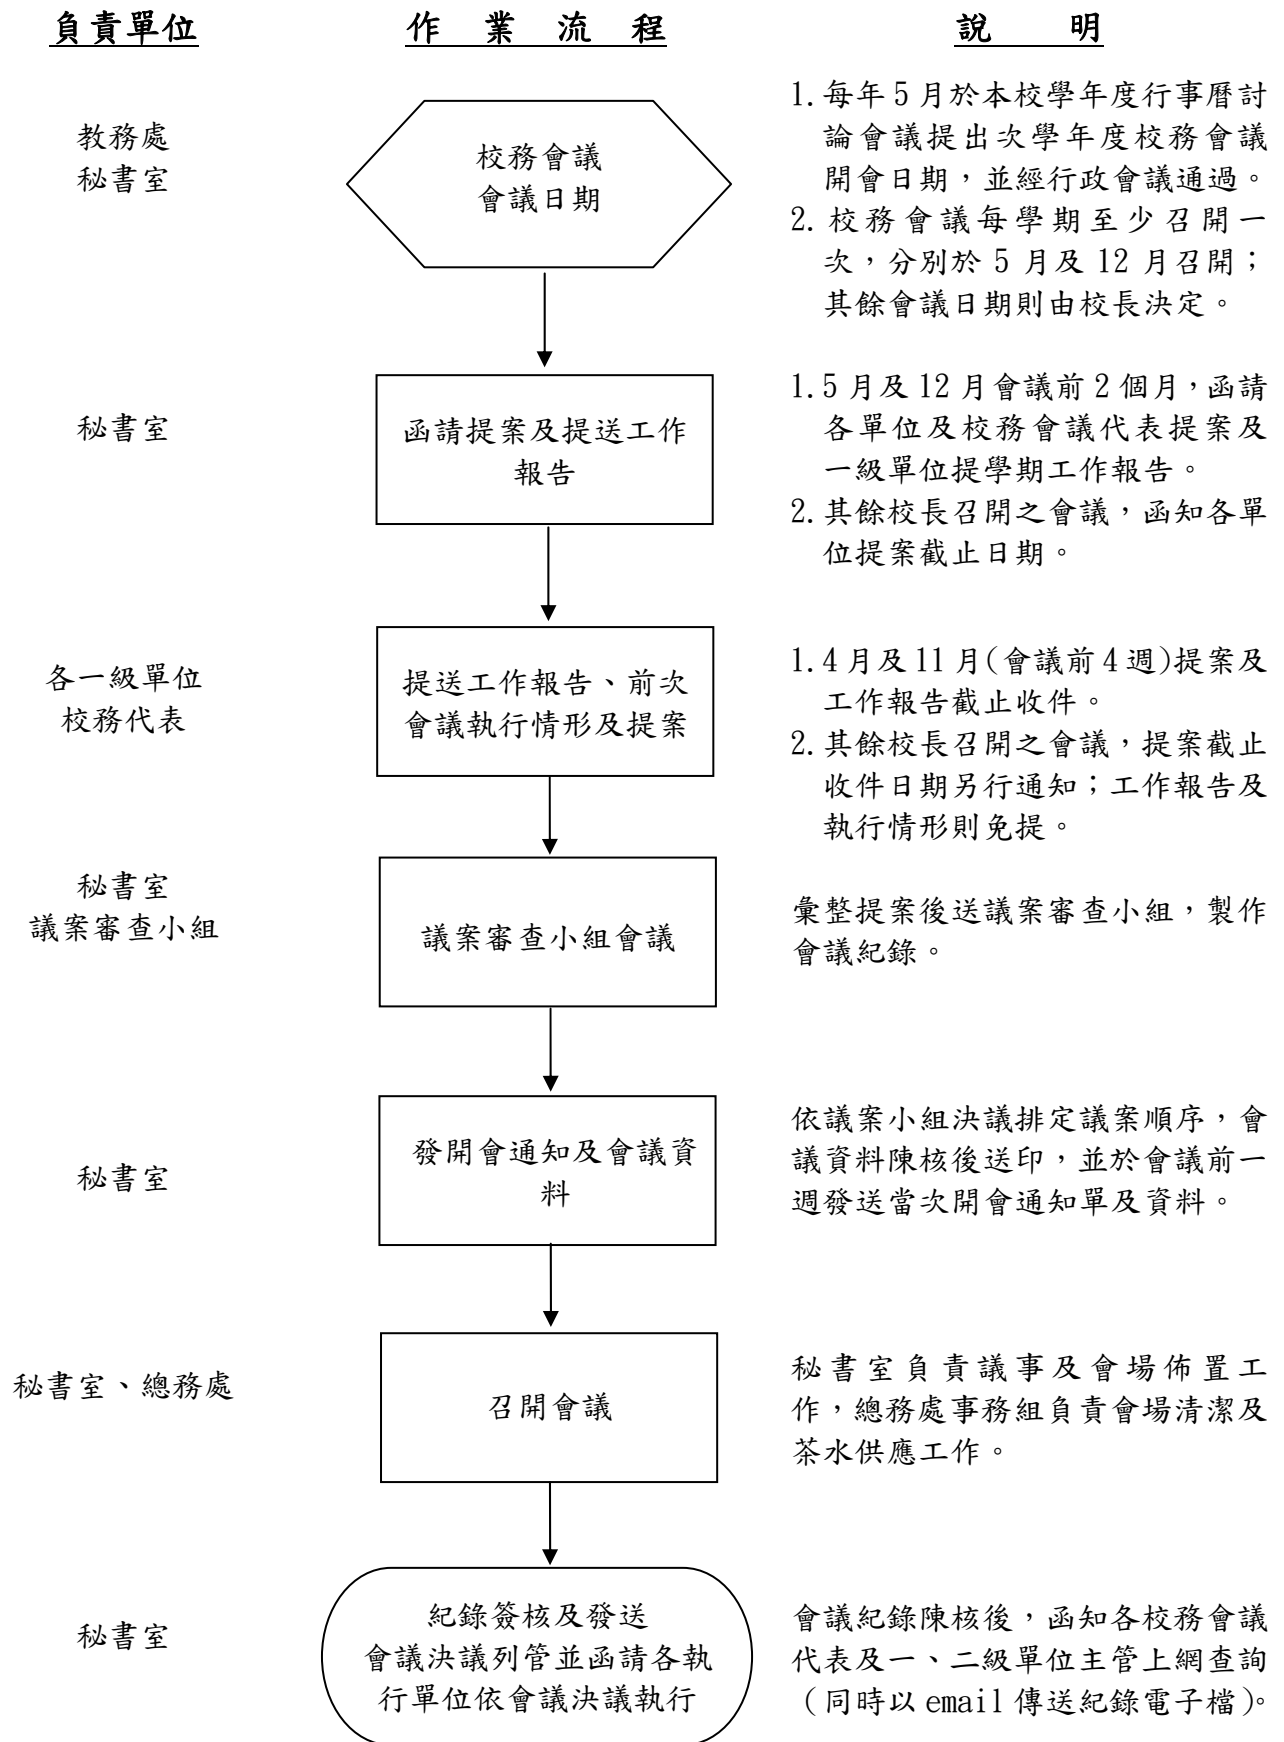 負責單位 作業流程 說明
教務處
秘書室
校務會議
會議日期
1.每年5月於本校學年度行事曆討
論會議提出次學年度校務會議
開會日期，並經行政會議通過。
2.校務會議每學期至少召開一
次，分別於5月及12月召開；
其餘會議日期則由校長決定。
秘書室
函請提案及提送工作
報告
1.5月及12月會議前2個月，函請
各單位及校務會議代表提案及
一級單位提學期工作報告。
2.其餘校長召開之會議，函知各單
位提案截止日期。
各一級單位
校務代表
提送工作報告、前次
會議執行情形及提案
1.4月及11月(會議前4週)提案及
工作報告截止收件。
2.其餘校長召開之會議，提案截止
收件日期另行通知；工作報告及
執行情形則免提。
秘書室
議案審查小組
議案審查小組會議
彙整提案後送議案審查小組，製作
會議紀錄。
秘書室
發開會通知及會議資
料
依議案小組決議排定議案順序，會
議資料陳核後送印，並於會議前一
週發送當次開會通知單及資料。
秘書室、總務處
召開會議
秘書室負責議事及會場佈置工
作，總務處事務組負責會場清潔及
茶水供應工作。
秘書室
紀錄簽核及發送
會議決議列管並函請各執
行單位依會議決議執行
會議紀錄陳核後，函知各校務會議
代表及一、二級單位主管上網查詢
（同時以email傳送紀錄電子檔）。